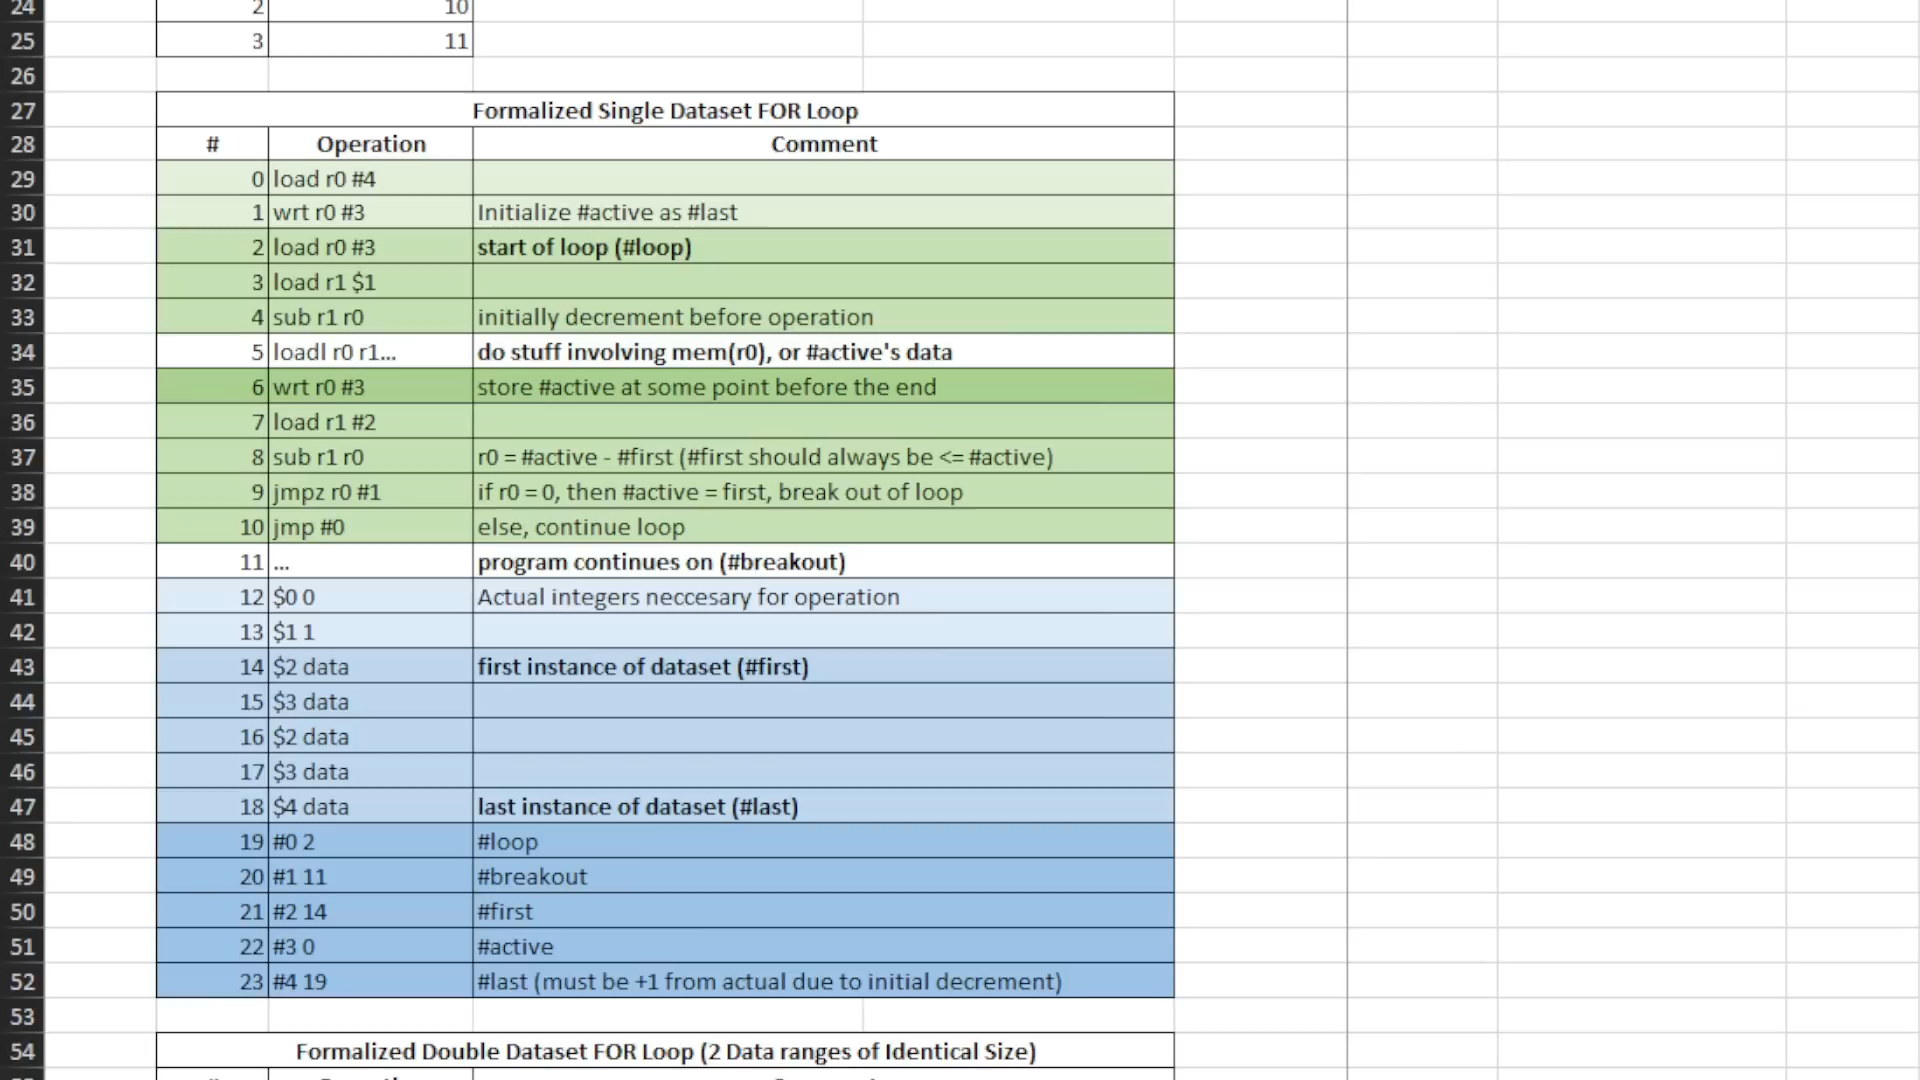 24 2 10
25 3 11
26
27 Formalized Single Dataset FOR Loop
28 # Operation Comment
29 0 load r0 #4
30 1 wrt r0 #3 Initialize #active as #last
31 2 load r0 #3 start of loop (#loop)
32 3 load r1 $1
33 4 sub r1 r0 initially decrement before operation
34 5 loadl r0 r1... do stuff involving mem(r0), or #active's data
35 6 wrt r0 #3 store #active at some point before the end
36 7 load r1 #2
37 8 sub r1 r0 r0 = #active - #first (#first should always be <= #active)
38 9 jmpz r0 #1 if r0 = 0, then #active = first, break out of loop
39 10 jmp #0 else, continue loop
40 11 ... program continues on (#breakout)
41 12 $0 0 Actual integers neccesary for operation
42 13 $1 1
43 14 $2 data first instance of dataset (#first)
44 15 $3 data
45 16 $2 data
46 17 $3 data
47 18 $4 data last instance of dataset (#last)
48 19 #0 2 #loop
49 20 #1 11 #breakout
50 21 #2 14 #first
51 22 #3 0 #active
52 23 #4 19 #last (must be +1 from actual due to initial decrement)
53
54 Formalized Double Dataset FOR Loop (2 Data ranges of Identical Size)